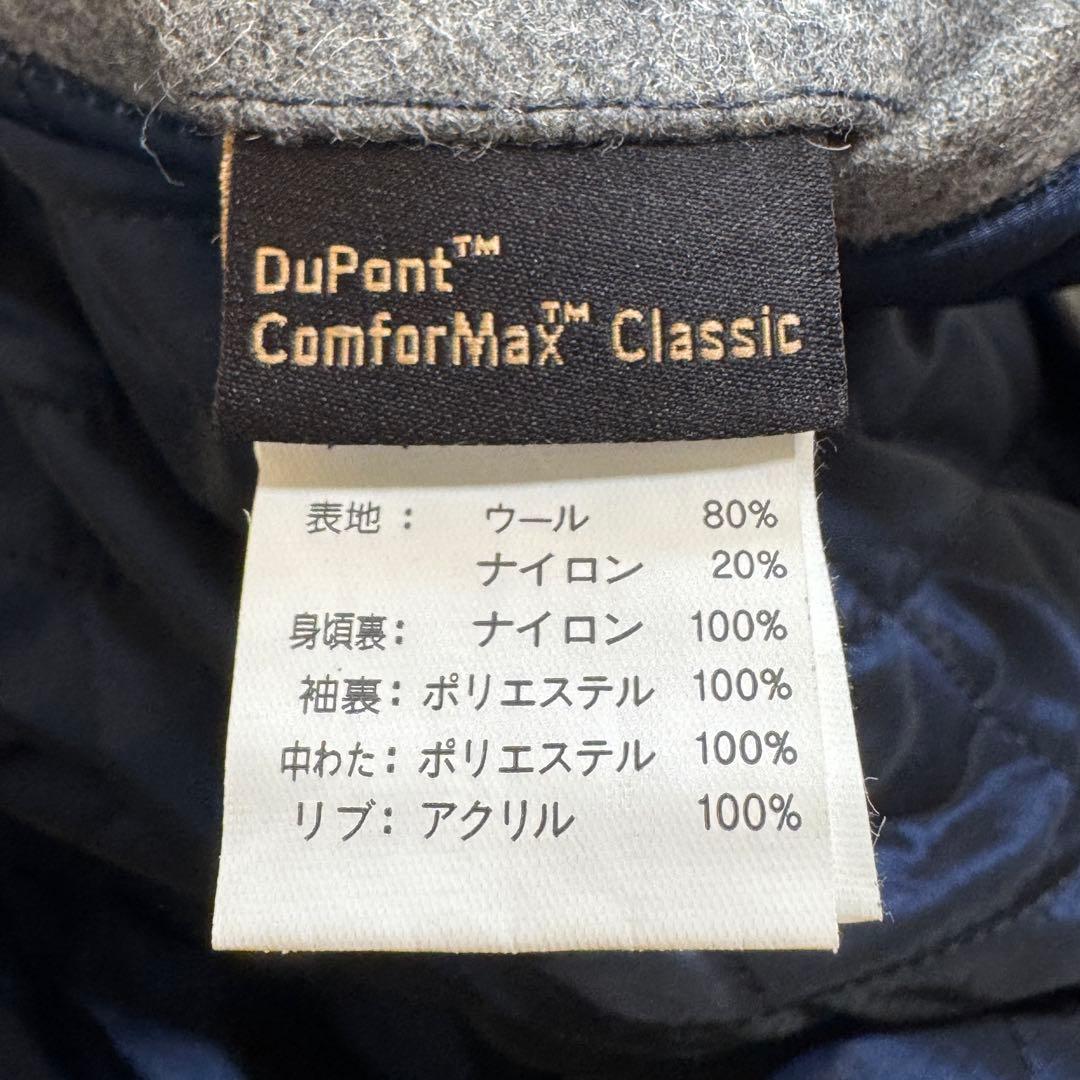 DuPont™
ComforMax™ Classic
表地: ウール 80%
ナイロン 20%
身頃裏: ナイロン 100%
袖裏: ポリエステル 100%
中わた: ポリエステル 100%
リブ: アクリル 100%